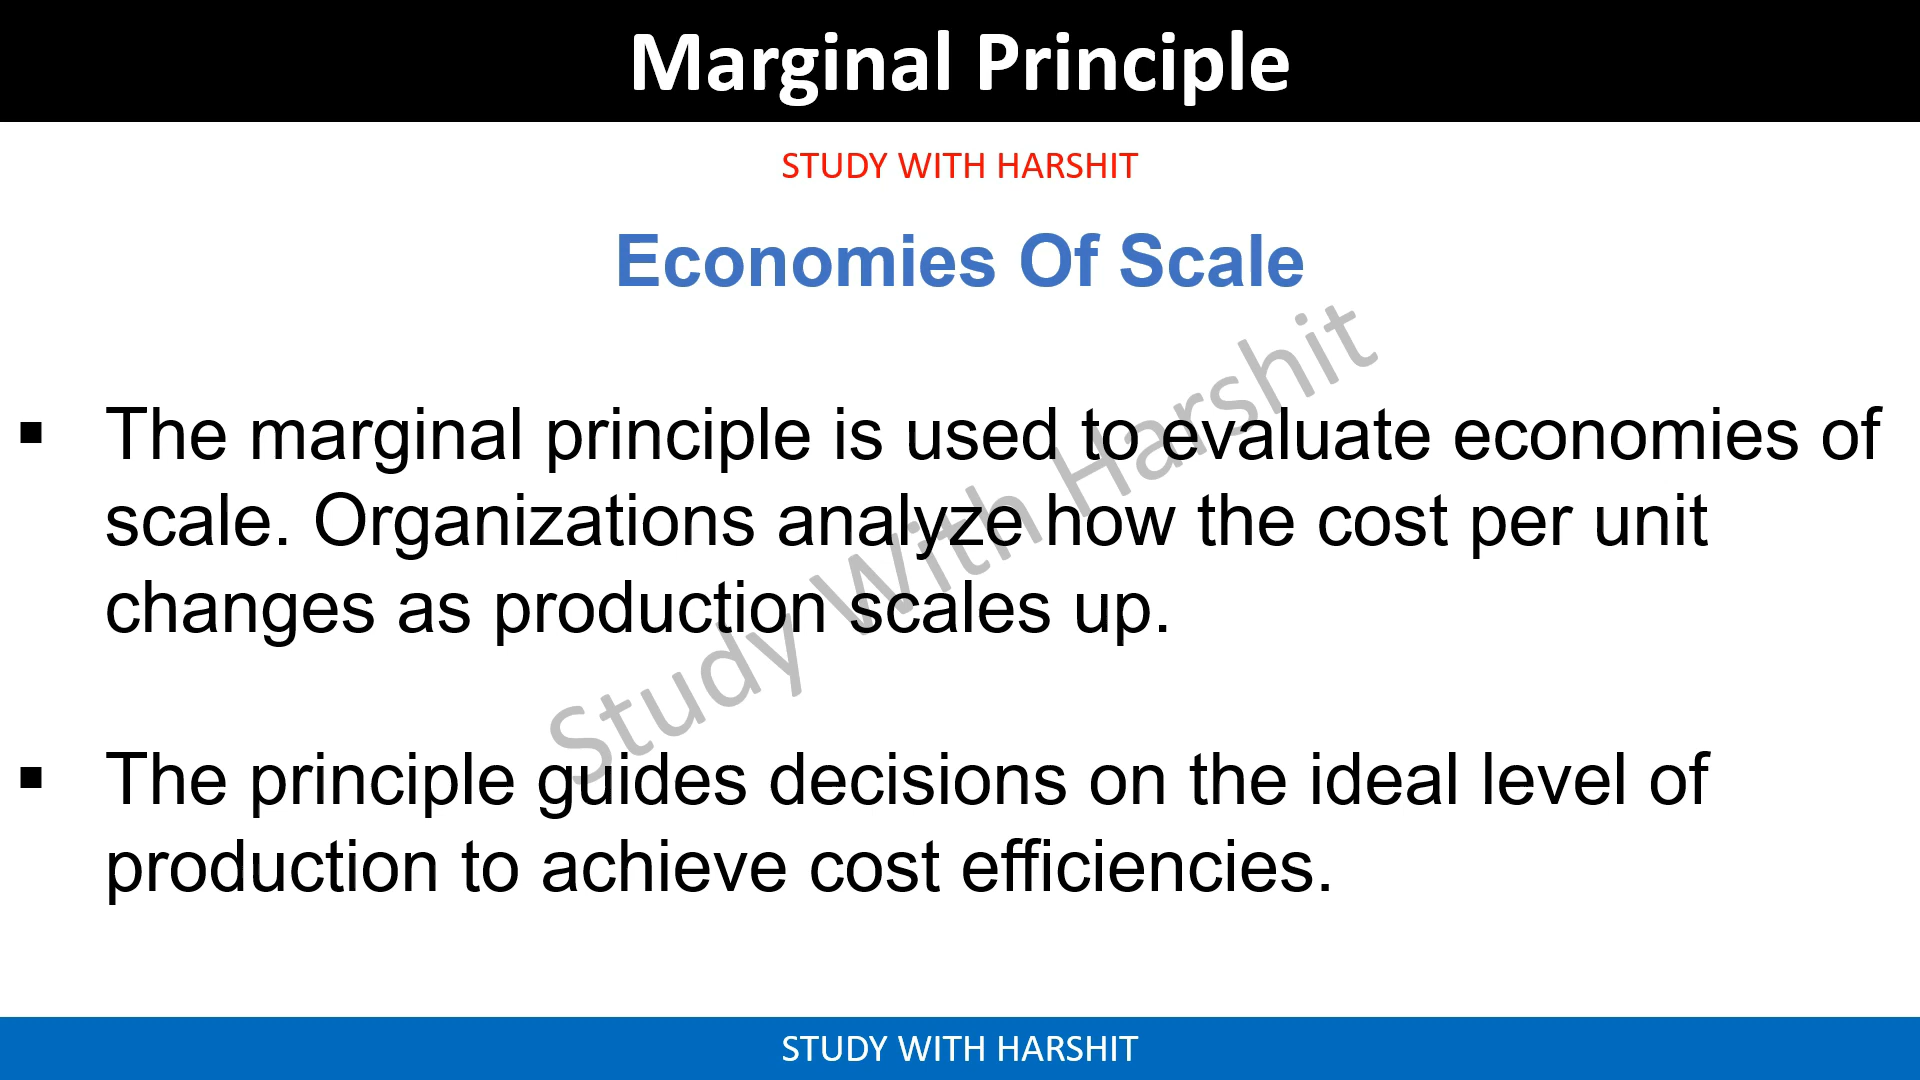 Marginal Principle
STUDY WITH HARSHIT
Economies Of Scale
▪ The marginal principle is used to evaluate economies of
scale. Organizations analyze how the cost per unit
changes as production scales up.
▪ The principle guides decisions on the ideal level of
production to achieve cost efficiencies.
Study With Harshit
STUDY WITH HARSHIT